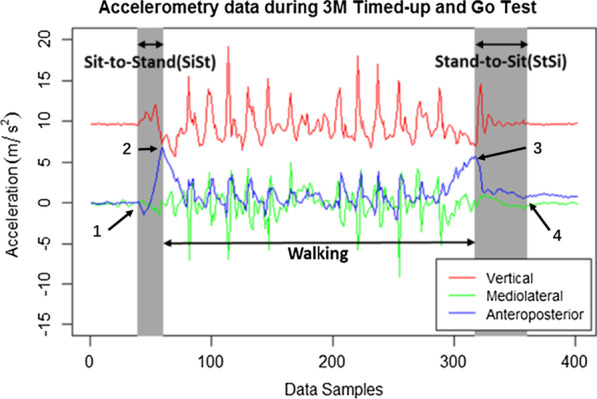 Accelerometry data during 3M Timed-up and Go Test
Sit-to-Stand(SiSt)
Stand-to-Sit(StSi)
Acceleration (m/s²)
20
15
10
5
0
-5
-10
-15
1
2
3
4
Walking
Vertical
Mediolateral
Anteroposterior
0
100
200
300
400
Data Samples